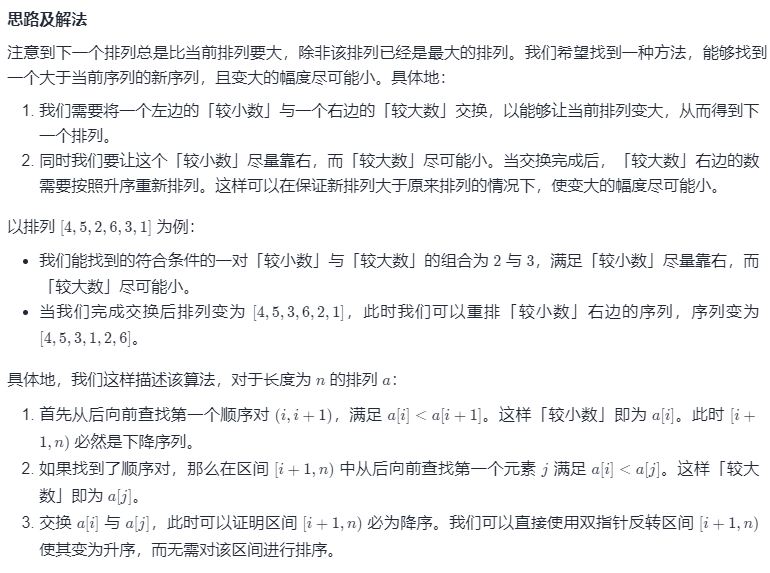 思路及解法
注意到下一个排列总是比当前排列要大，除非该排列已经是最大的排列。我们希望找到一种方法，能够找到
一个大于当前序列的新序列，且变大的幅度尽可能小。具体地：
1. 我们需要将一个左边的「较小数」与一个右边的「较大数」交换，以能够让当前排列变大，从而得到下
一个排列。
2. 同时我们要让这个「较小数」尽量靠右，而「较大数」尽可能小。当交换完成后，「较大数」右边的数
需要按照升序重新排列。这样可以在保证新排列大于原来排列的情况下，使变大的幅度尽可能小。
以排列 [4, 5, 2, 6, 3, 1] 为例：
• 我们能找到的符合条件的一对「较小数」与「较大数」的组合为 2 与 3，满足「较小数」尽量靠右，而
「较大数」尽可能小。
• 当我们完成交换后排列变为 [4, 5, 3, 6, 2, 1]，此时我们可以重排「较小数」右边的序列，序列变为
[4, 5, 3, 1, 2, 6]。
具体地，我们这样描述该算法，对于长度为 n 的排列 a：
1. 首先从后向前查找第一个顺序对 (i, i + 1)，满足 a[i] < a[i + 1]。这样「较小数」即为 a[i]。此时 [i +
1, n) 必然是下降序列。
2. 如果找到了顺序对，那么在区间 [i + 1, n) 中从后向前查找第一个元素 j 满足 a[i] < a[j]。这样「较大
数」即为 a[j]。
3. 交换 a[i] 与 a[j]，此时可以证明区间 [i + 1, n) 必为降序。我们可以直接使用双指针反转区间 [i + 1, n)
使其变为升序，而无需对该区间进行排序。